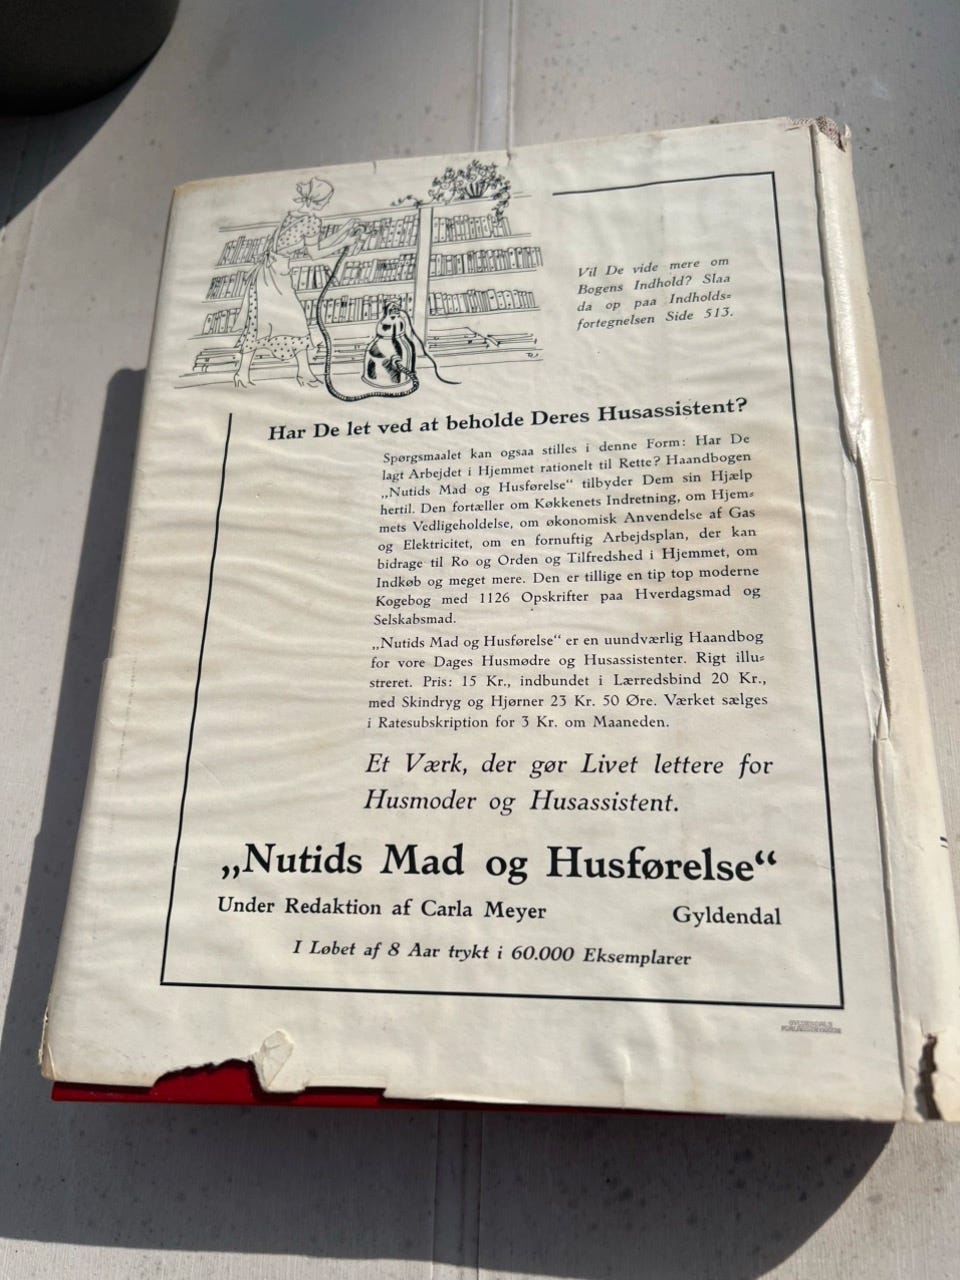 Vil De vide mere om
Bogens Indhold? Slaa
da op paa Indholds=
fortegnelsen Side 513.
Har De let ved at beholde Deres Husassistent?
Spørgsmaalet kan ogsaa stilles i denne Form: Har De
lagt Arbejdet i Hjemmet rationelt til Rette? Haandbogen
„Nutids Mad og Husførelse“ tilbyder Dem sin Hjælp
hertil. Den fortæller om Køkkenets Indretning, om Hjem=
mets Vedligeholdelse, om økonomisk Anvendelse af Gas
og Elektricitet, om en fornuftig Arbejdsplan, der kan
bidrage til Ro og Orden og Tilfredshed i Hjemmet, om
Indkøb og meget mere. Den er tillige en tip top moderne
Kogebog med 1126 Opskrifter paa Hverdagsmad og
Selskabsmad.
„Nutids Mad og Husførelse“ er en uundværlig Haandbog
for vore Dages Husmødre og Husassistenter. Rigt illu=
streret. Pris: 15 Kr., indbundet i Lærredsbind 20 Kr.,
med Skindryg og Hjørner 23 Kr. 50 Øre. Værket sælges
i Ratesubskription for 3 Kr. om Maaneden.
Et Værk, der gør Livet lettere for
Husmoder og Husassistent.
„Nutids Mad og Husførelse“
Under Redaktion af Carla Meyer Gyldendal
I Løbet af 8 Aar trykt i 60.000 Eksemplarer